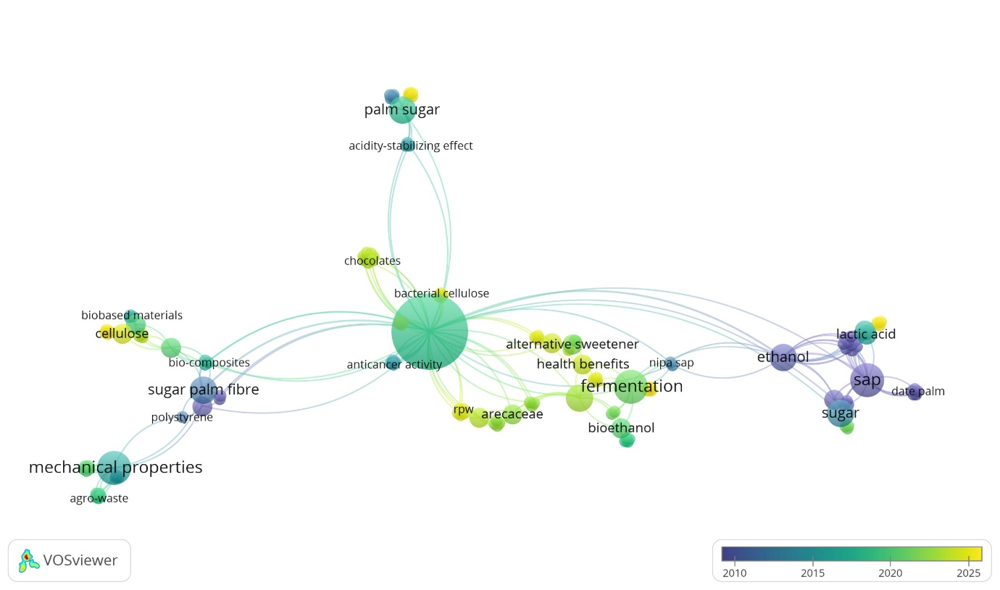 palm sugar
acidity-stabilizing effect
chocolates
bacterial cellulose
biobased materials
cellulose
lactic acid
alternative sweetener
ethanol
bio-composites
anticancer activity
health benefits
nipa sap
sap
fermentation
sugar palm fibre
date palm
rpw
arecaceae
sugar
polystyrene
bioethanol
mechanical properties
agro-waste
VOSviewer
2010 2015 2020 2025